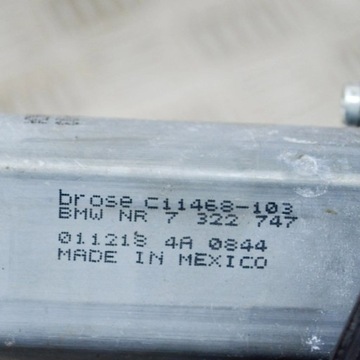 brose C11468-103
BMW NR 7 322 747
011218 4A 0844
MADE IN MEXICO